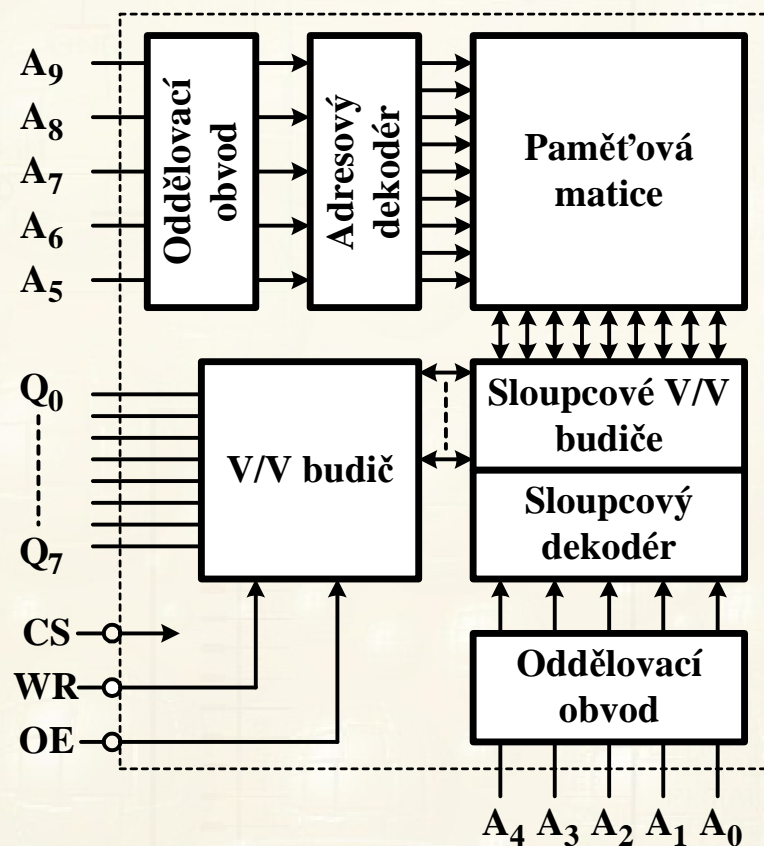 A9
A8
A7
A6
A5
Oddělovací
obvod
Adresový
dekodér
Paměťová
matice
Q0
Q7
V/V budič
Sloupcové V/V
budiče
Sloupcový
dekodér
CS
WR
OE
Oddělovací
obvod
A4 A3 A2 A1 A0